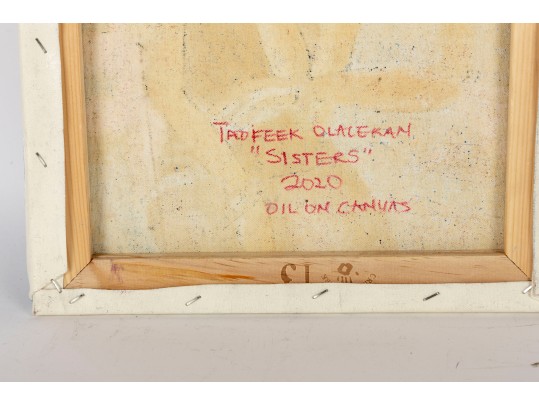 TAOFEEK OLALEKAN
"SISTERS"
2020
OIL ON CANVAS